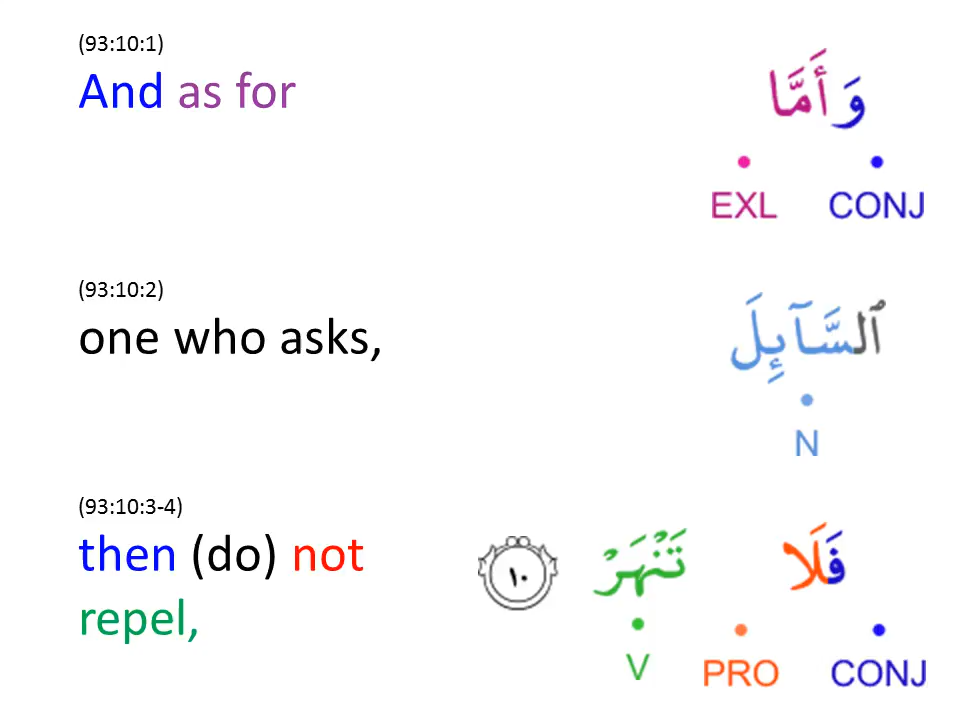 (93:10:1)
And as for
وَأَمَّا
EXL CONJ
(93:10:2)
one who asks,
ٱلسَّآئِلَ
N
(93:10:3-4)
then (do) not
repel,
فَلَا تَنْهَرْ ١٠
V PRO CONJ